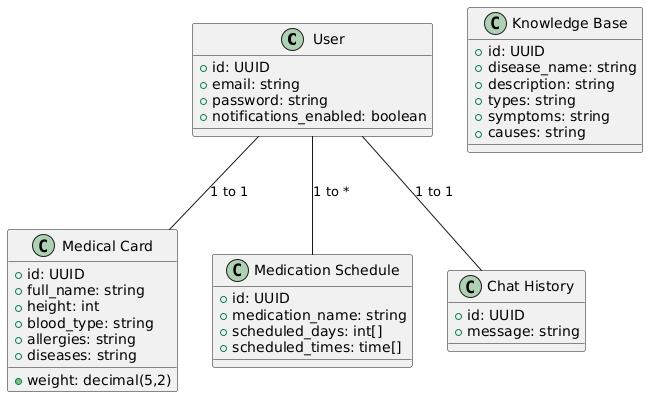 C User
id: UUID
email: string
password: string
notifications_enabled: boolean
C Knowledge Base
id: UUID
disease_name: string
description: string
types: string
symptoms: string
causes: string
1 to 1
1 to *
1 to 1
C Medical Card
id: UUID
full_name: string
height: int
blood_type: string
allergies: string
diseases: string
weight: decimal(5,2)
C Medication Schedule
id: UUID
medication_name: string
scheduled_days: int[]
scheduled_times: time[]
C Chat History
id: UUID
message: string